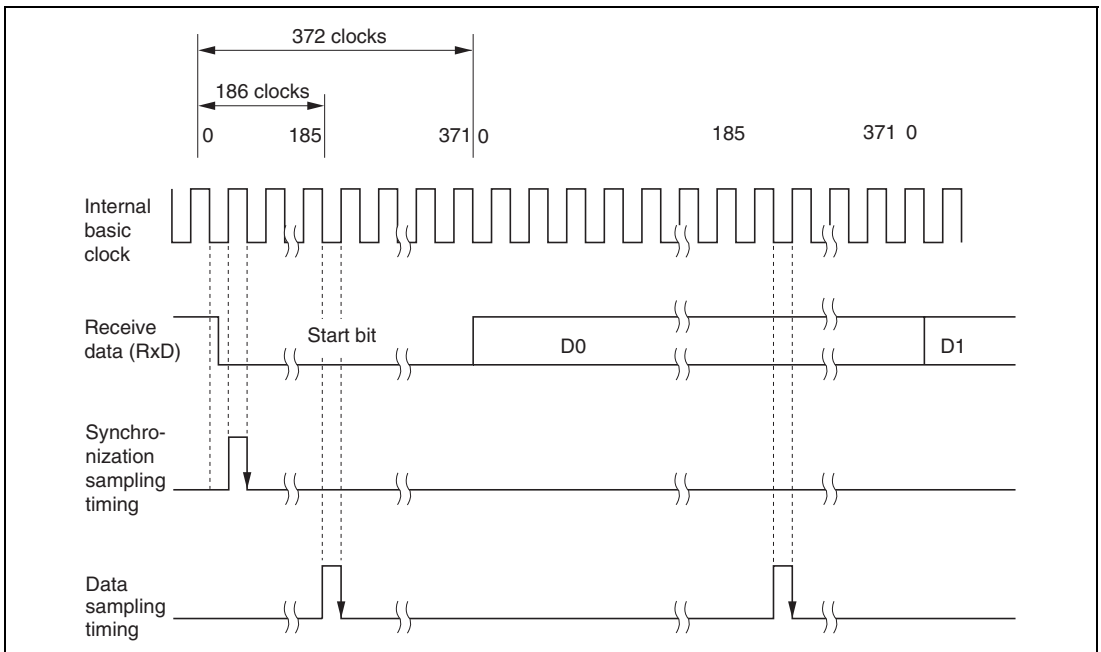 372 clocks
186 clocks
0 185 371 0 185 371 0
Internal
basic
clock
Receive
data (RxD)
Start bit
D0
D1
Synchro-
nization
sampling
timing
Data
sampling
timing